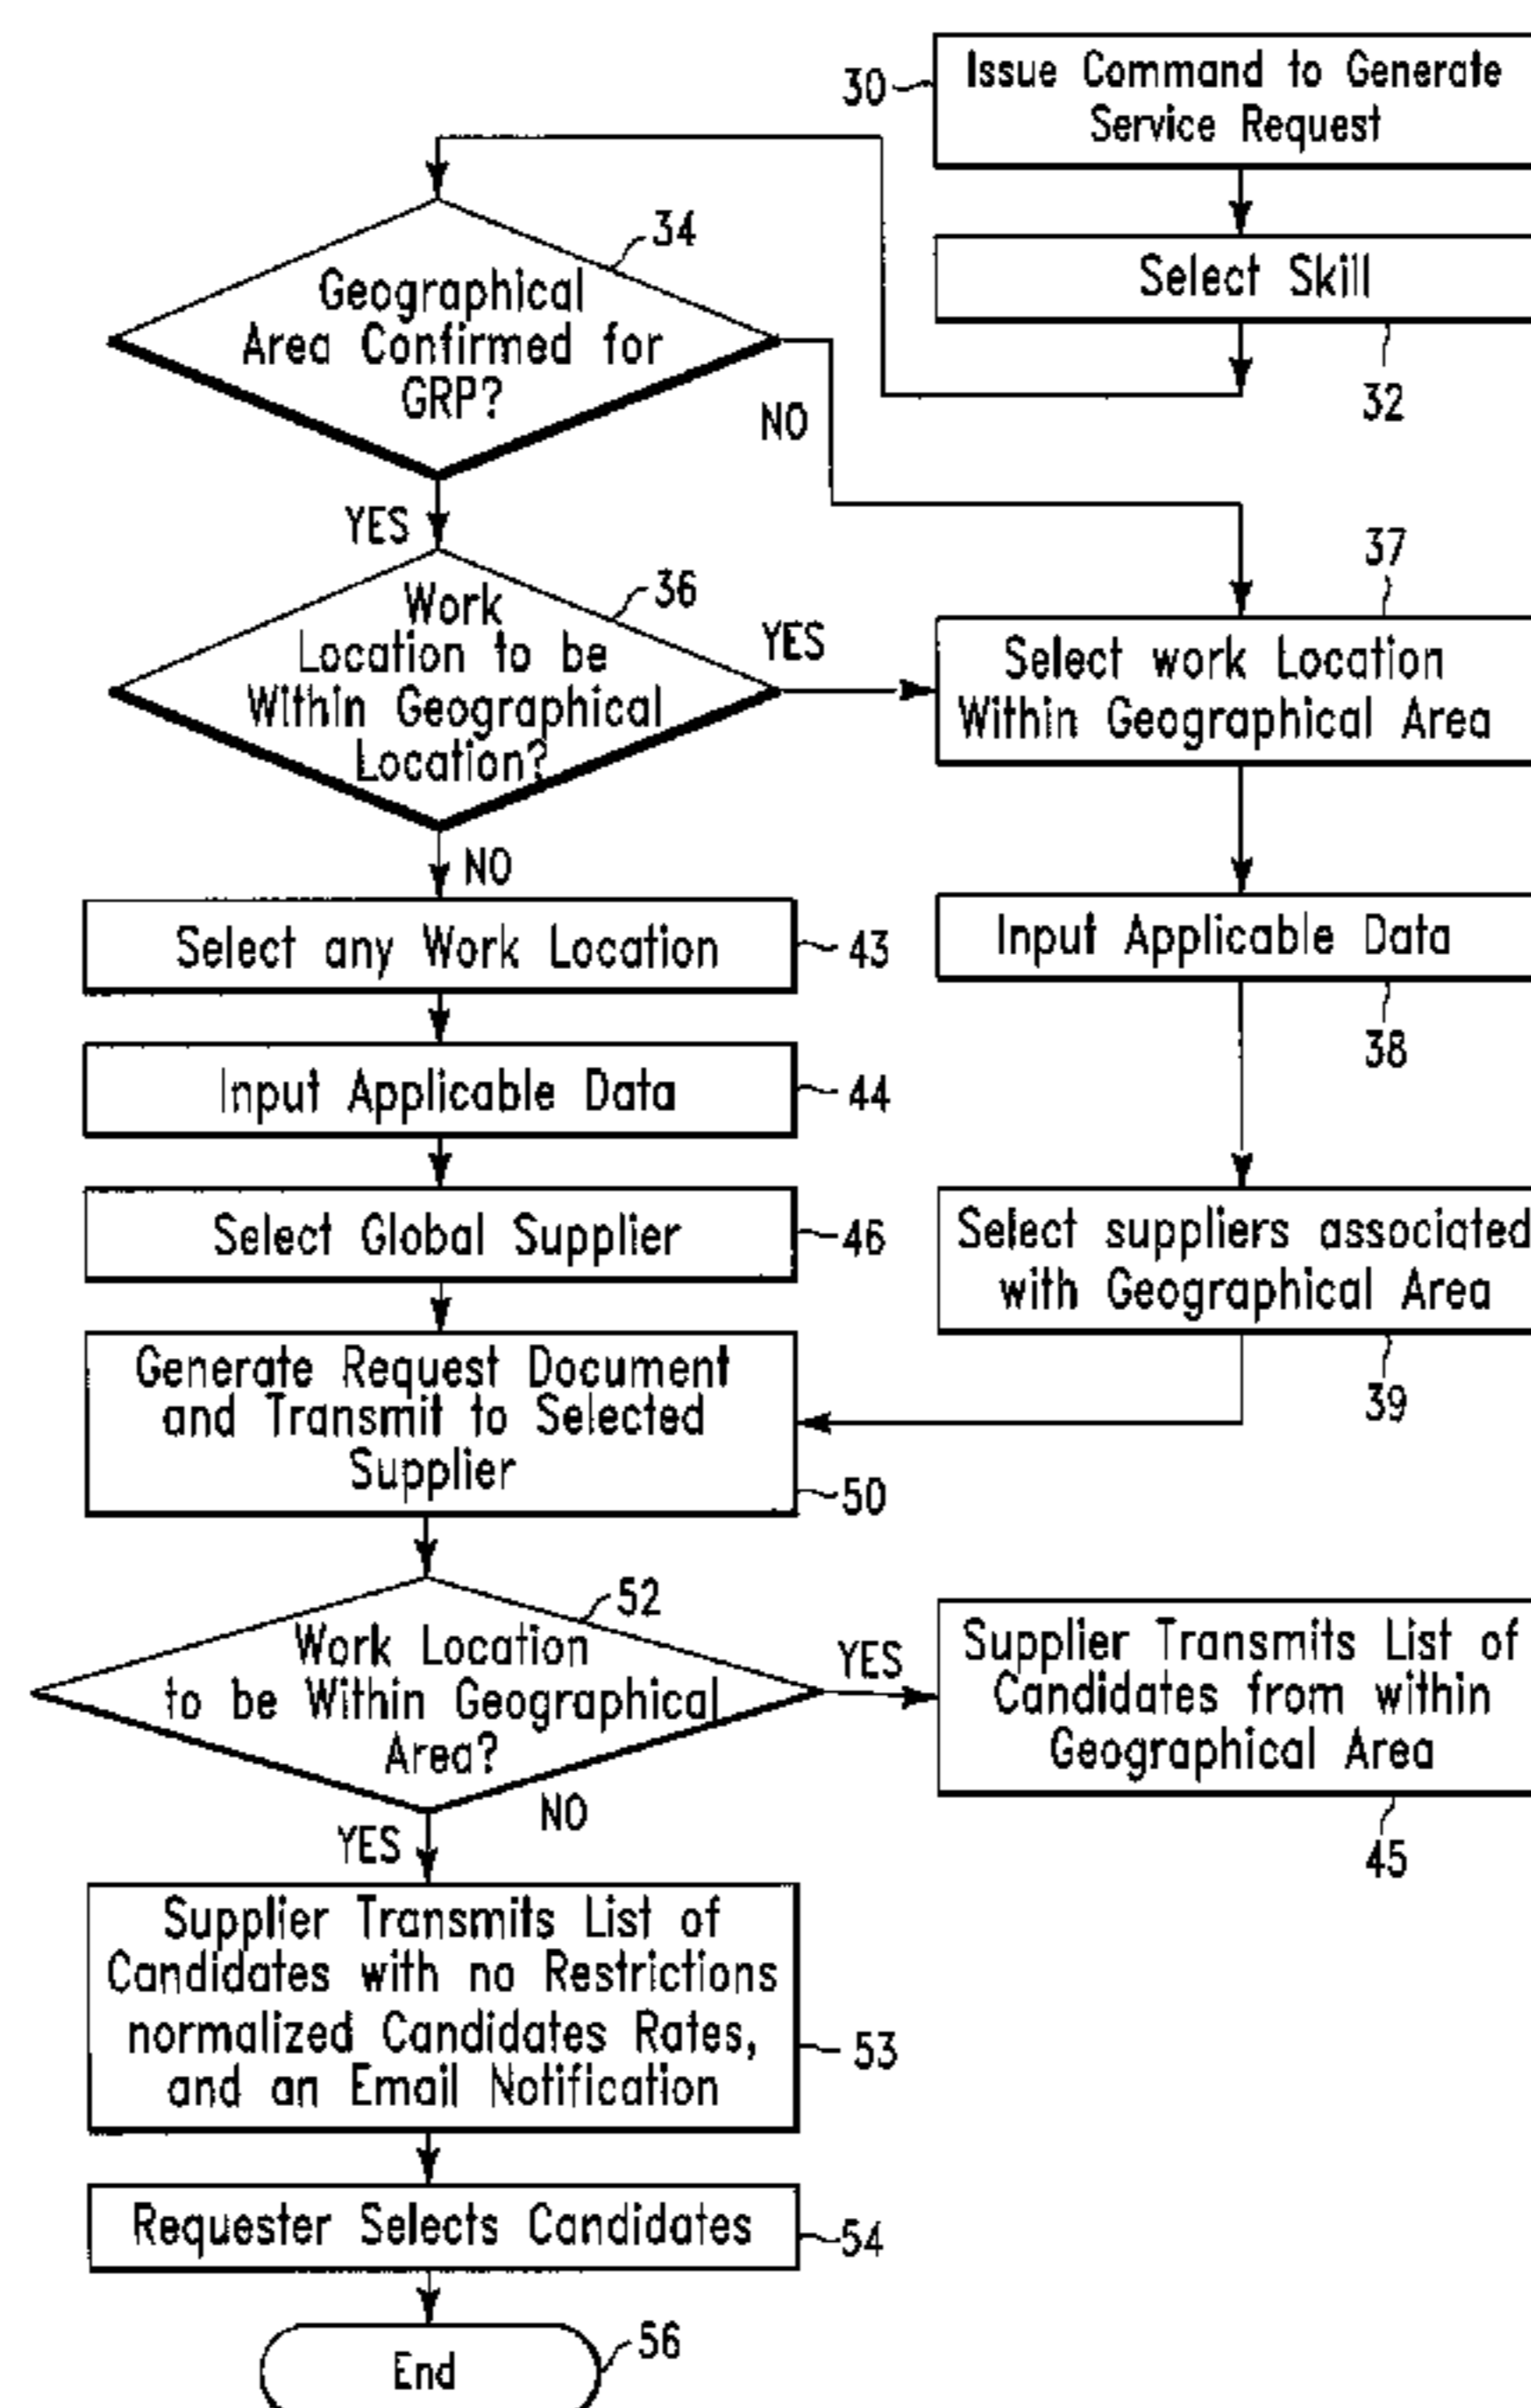 30
Issue Command to Generate
Service Request
Select Skill
32
34
Geographical
Area Confirmed for
GRP?
NO
YES
36
Work
Location to be
Within Geographical
Location?
YES
NO
37
Select work Location
Within Geographical Area
Input Applicable Data
38
Select suppliers associated
with Geographical Area
39
Select any Work Location
43
Input Applicable Data
44
Select Global Supplier
46
Generate Request Document
and Transmit to Selected
Supplier
50
52
Work Location
to be Within Geographical
Area?
YES
NO
YES
Supplier Transmits List of
Candidates from within
Geographical Area
45
Supplier Transmits List of
Candidates with no Restrictions
normalized Candidates Rates,
and an Email Notification
53
Requester Selects Candidates
54
End
56